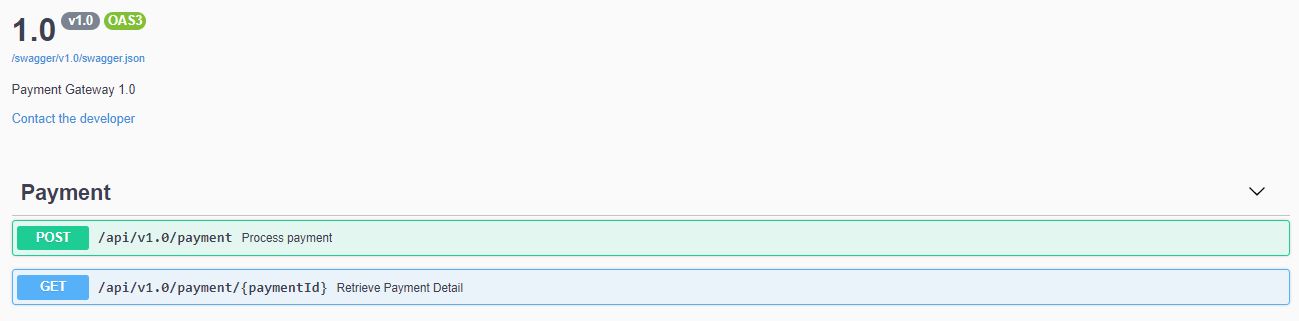 1.0 v1.0 OAS3
/swagger/v1.0/swagger.json
Payment Gateway 1.0
Contact the developer
Payment
POST /api/v1.0/payment Process payment
GET /api/v1.0/payment/{paymentId} Retrieve Payment Detail